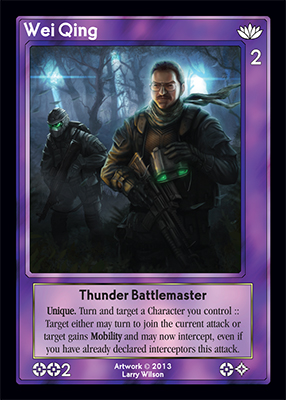 Wei Qing
2
Thunder Battlemaster
Unique. Turn and target a Character you control ::
Target either may turn to join the current attack or
target gains Mobility and may now intercept, even if
you have already declared interceptors this attack.
2
Artwork © 2013
Larry Wilson